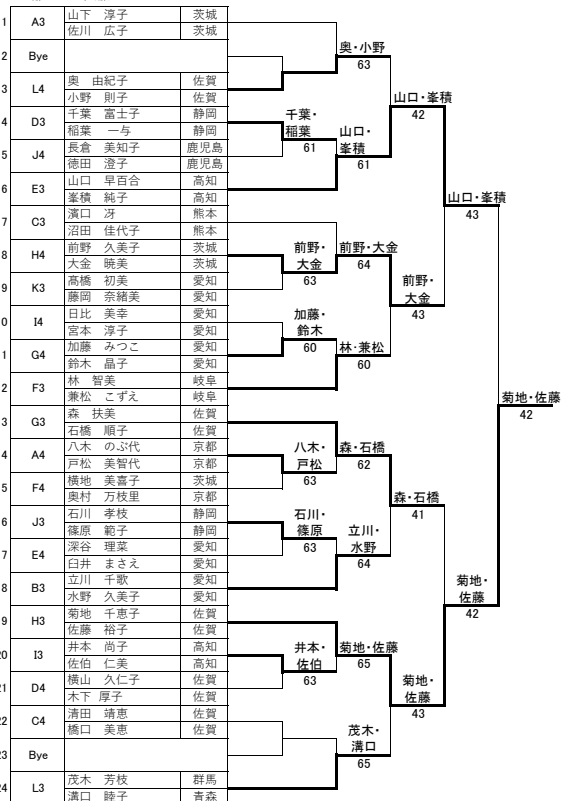 1 A3 山下 淳子 茨城
佐川 広子 茨城
2 Bye
3 L4 奥 由紀子 佐賀
小野 則子 佐賀
4 D3 千葉 富士子 静岡
稲葉 一与 静岡
5 J4 長倉 美知子 鹿児島
徳田 澄子 鹿児島
6 E3 山口 早百合 高知
峯積 純子 高知
7 C3 濱口 冴 熊本
沼田 佳代子 熊本
8 H4 前野 久美子 茨城
大金 暁美 茨城
9 K3 髙橋 初美 愛知
藤岡 奈緒美 愛知
0 I4 日比 美幸 愛知
宮本 淳子 愛知
1 G4 加藤 みつこ 愛知
鈴木 晶子 愛知
2 F3 林 智美 岐阜
兼松 こずえ 岐阜
3 G3 森 扶美 佐賀
石橋 順子 佐賀
4 A4 八木 のぶ代 京都
戸松 美智代 京都
5 F4 横地 美喜子 茨城
奥村 万枝里 京都
6 J3 石川 孝枝 静岡
篠原 範子 静岡
7 E4 深谷 理菜 愛知
臼井 まさえ 愛知
8 B3 立川 千歌 愛知
水野 久美子 愛知
9 H3 菊地 千恵子 佐賀
佐藤 裕子 佐賀
20 I3 井本 尚子 高知
佐伯 仁美 高知
21 D4 横山 久仁子 佐賀
木下 厚子 佐賀
22 C4 清田 靖恵 佐賀
橋口 美恵 佐賀
23 Bye
24 L3 茂木 芳枝 群馬
溝口 睦子 青森
千葉・
稲葉
61
前野・
大金
63
加藤・
鈴木
60
八木・
戸松
63
石川・
篠原
63
井本・
佐伯
63
奥・小野
63
山口・
峯積
61
前野・大金
64
林・兼松
60
森・石橋
62
立川・
水野
64
菊地・佐藤
65
茂木・
溝口
65
山口・峯積
42
前野・
大金
43
森・石橋
41
菊地・
佐藤
43
山口・峯積
43
菊地・
佐藤
42
菊地・佐藤
42